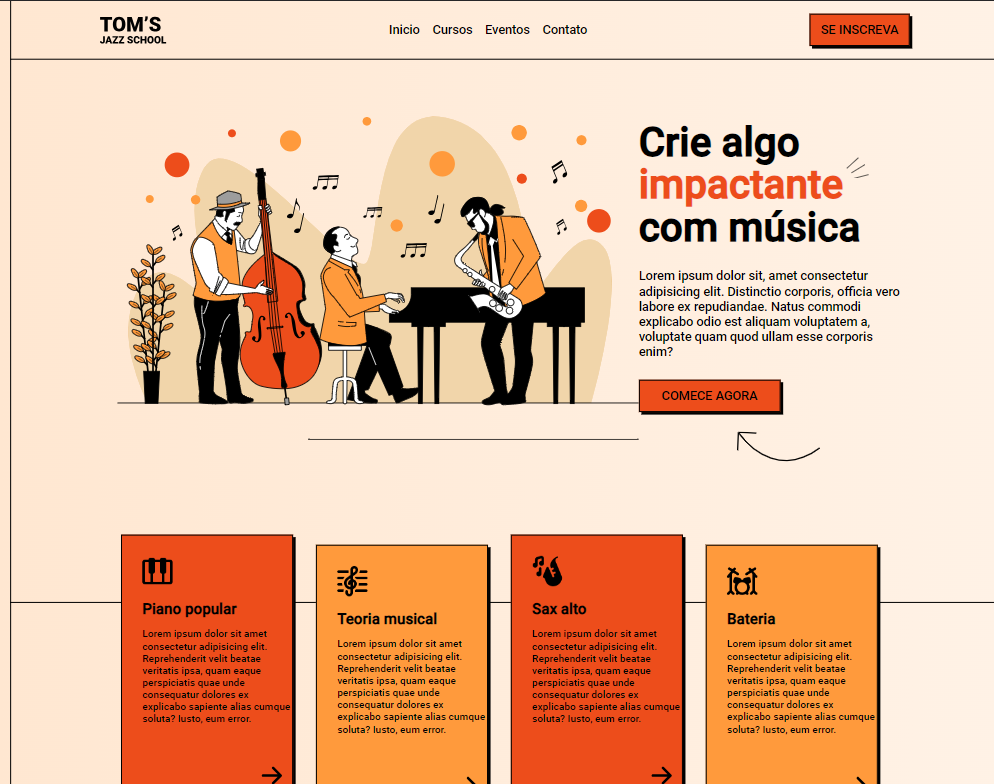 TOM'S
JAZZ SCHOOL
Inicio Cursos Eventos Contato
SE INSCREVA
Crie algo
impactante
com música
Lorem ipsum dolor sit, amet consectetur
adipisicing elit. Distinctio corporis, officia vero
labore ex repudiandae. Natus commodi
explicabo odio est aliquam voluptatem a,
voluptate quam quod ullam esse corporis
enim?
COMECE AGORA
Piano popular
Lorem ipsum dolor sit amet
consectetur adipisicing elit.
Reprehenderit velit beatae
veritatis ipsa, quam eaque
perspiciatis quae unde
consequatur dolores ex
explicabo sapiente alias cumque
soluta? Iusto, eum error.
Teoria musical
Lorem ipsum dolor sit amet
consectetur adipisicing elit.
Reprehenderit velit beatae
veritatis ipsa, quam eaque
perspiciatis quae unde
consequatur dolores ex
explicabo sapiente alias cumque
soluta? Iusto, eum error.
Sax alto
Lorem ipsum dolor sit amet
consectetur adipisicing elit.
Reprehenderit velit beatae
veritatis ipsa, quam eaque
perspiciatis quae unde
consequatur dolores ex
explicabo sapiente alias cumque
soluta? Iusto, eum error.
Bateria
Lorem ipsum dolor sit amet
consectetur adipisicing elit.
Reprehenderit velit beatae
veritatis ipsa, quam eaque
perspiciatis quae unde
consequatur dolores ex
explicabo sapiente alias cumque
soluta? Iusto, eum error.